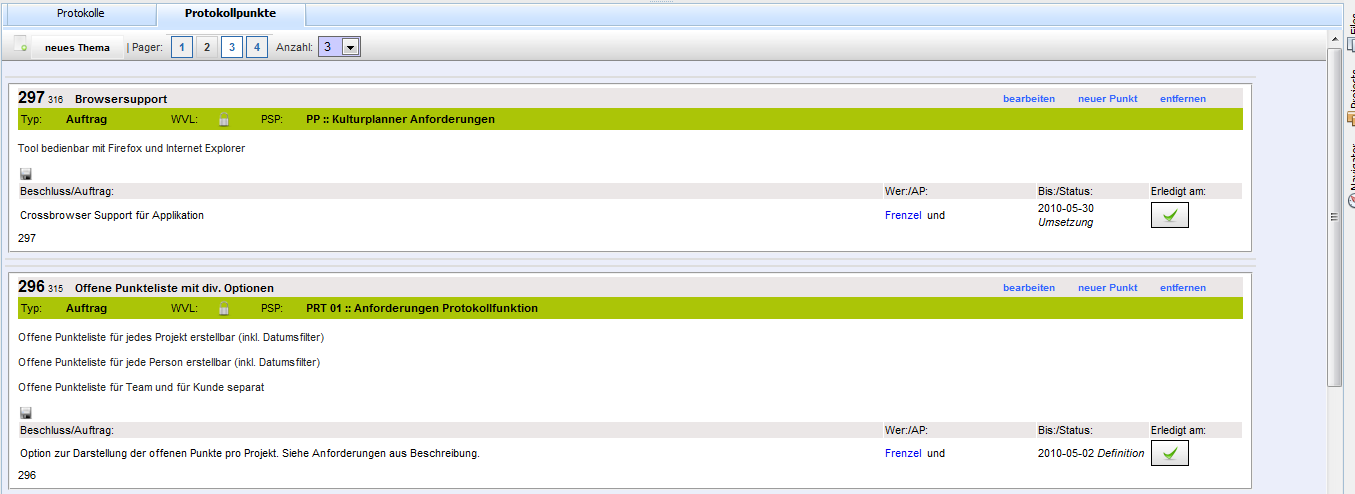 Protokolle Protokollpunkte
neues Thema | Pager: 1 2 3 4 Anzahl: 3
297 316 Browsersupport bearbeiten neuer Punkt entfernen
Typ: Auftrag WVL: PSP: PP :: Kulturplanner Anforderungen
Tool bedienbar mit Firefox und Internet Explorer
Beschluss/Auftrag: Wer:/AP: Bis:/Status: Erledigt am:
Crossbrowser Support für Applikation Frenzel und 2010-05-30
Umsetzung
297
296 315 Offene Punkteliste mit div. Optionen bearbeiten neuer Punkt entfernen
Typ: Auftrag WVL: PSP: PRT 01 :: Anforderungen Protokollfunktion
Offene Punkteliste für jedes Projekt erstellbar (inkl. Datumsfilter)
Offene Punkteliste für jede Person erstellbar (inkl. Datumsfilter)
Offene Punkteliste für Team und für Kunde separat
Beschluss/Auftrag: Wer:/AP: Bis:/Status: Erledigt am:
Option zur Darstellung der offenen Punkte pro Projekt. Siehe Anforderungen aus Beschreibung. Frenzel und 2010-05-02 Definition
296